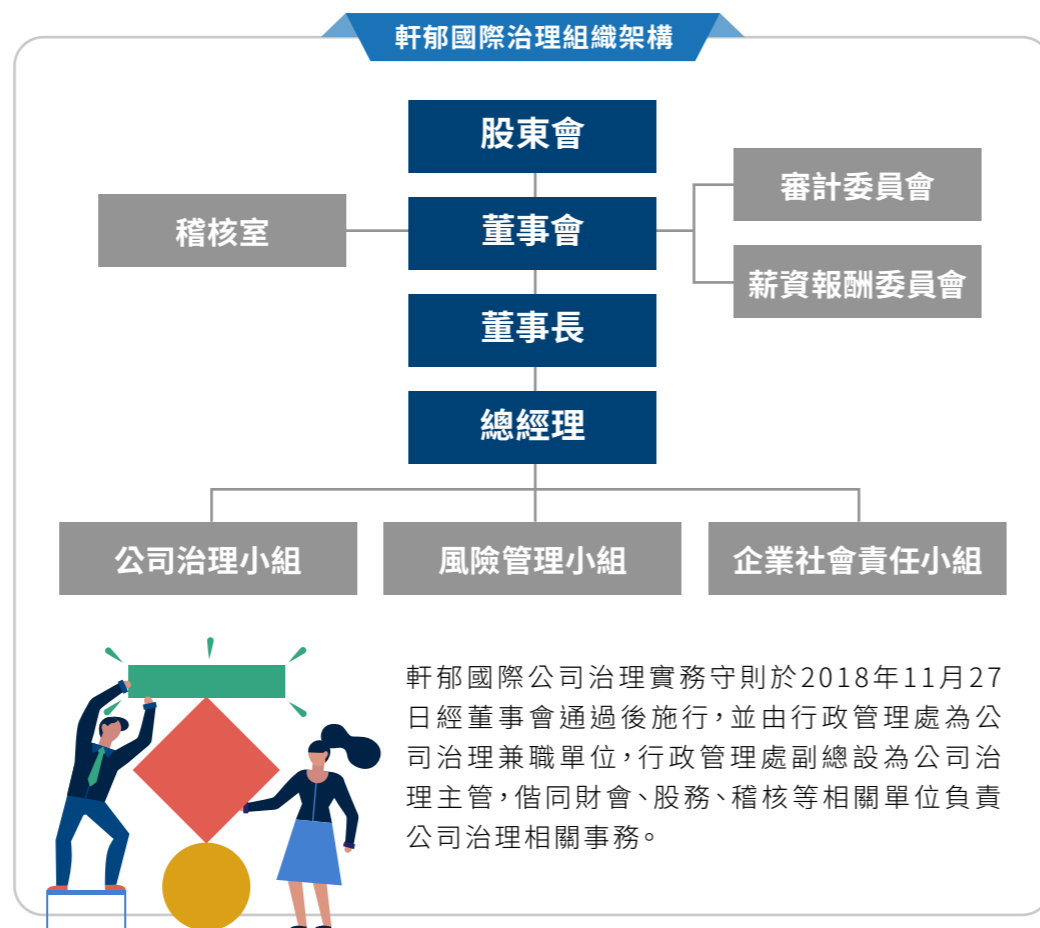 軒郁國際治理組織架構
股東會
審計委員會
稽核室
董事會
薪資報酬委員會
董事長
總經理
公司治理小組
風險管理小組
企業社會責任小組
軒郁國際公司治理實務守則於2018年11月27
日經董事會通過後施行,並由行政管理處為公
司治理兼職單位,行政管理處副總設為公司治
理主管,偕同財會、股務、稽核等相關單位負責
公司治理相關事務。